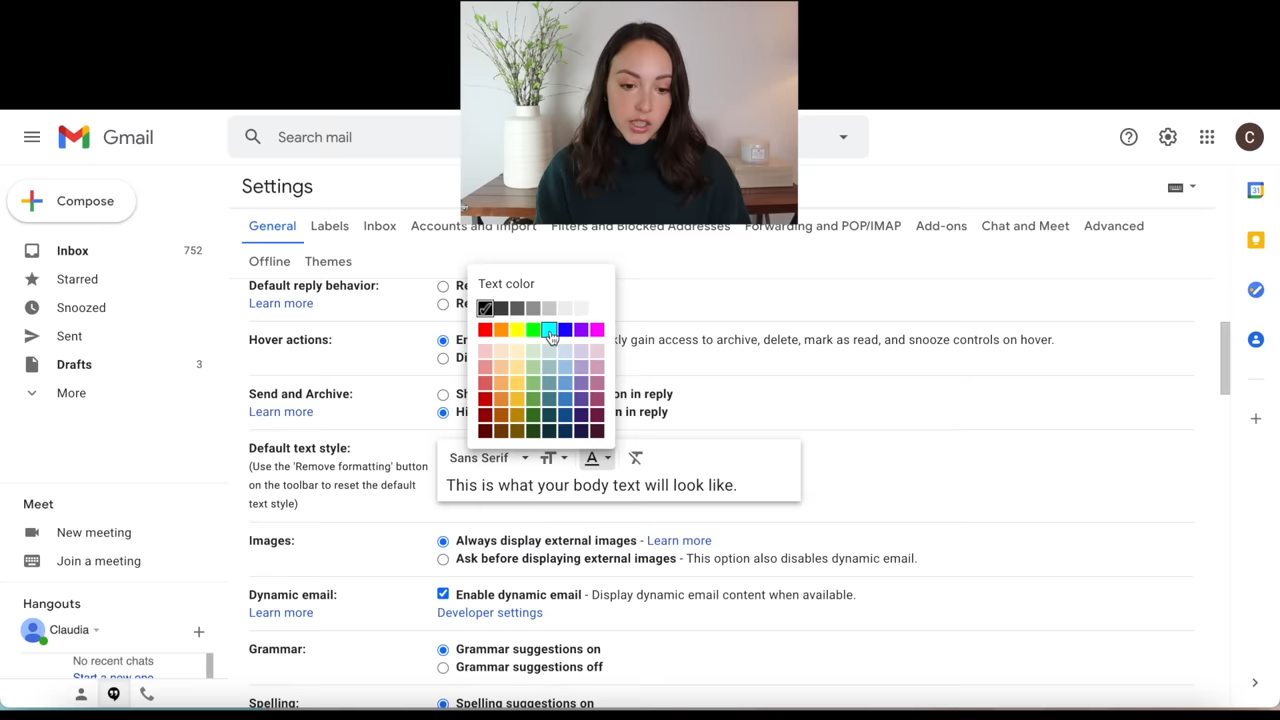 Gmail
Search mail
C
Compose
Settings
General Labels Inbox Accounts and Import Filters and Blocked Addresses Forwarding and POP/IMAP Add-ons Chat and Meet Advanced
Offline Themes
Inbox 752
Starred
Snoozed
Sent
Drafts 3
More
Meet
New meeting
Join a meeting
Hangouts
Claudia
No recent chats
Start a new one
Text color
Default reply behavior:
Learn more
Hover actions:
gain access to archive, delete, mark as read, and snooze controls on hover.
Send and Archive:
in reply
Learn more
in reply
Default text style:
(Use the 'Remove formatting' button
on the toolbar to reset the default
text style)
Sans Serif
This is what your body text will look like.
Images:
Always display external images - Learn more
Ask before displaying external images - This option also disables dynamic email.
Dynamic email:
Learn more
Enable dynamic email - Display dynamic email content when available.
Developer settings
Grammar:
Grammar suggestions on
Grammar suggestions off
Spelling:
Spelling suggestions on
31